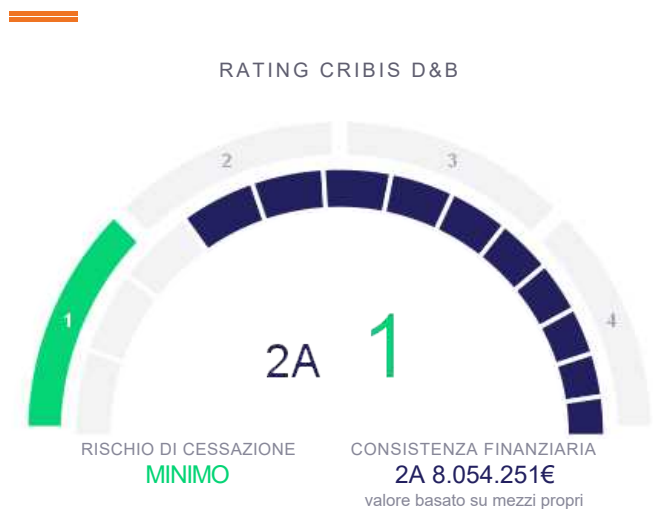 RATING CRIBIS D&B
2
3
1
4
2A 1
RISCHIO DI CESSAZIONE
MINIMO
CONSISTENZA FINANZIARIA
2A 8.054.251€
valore basato su mezzi propri